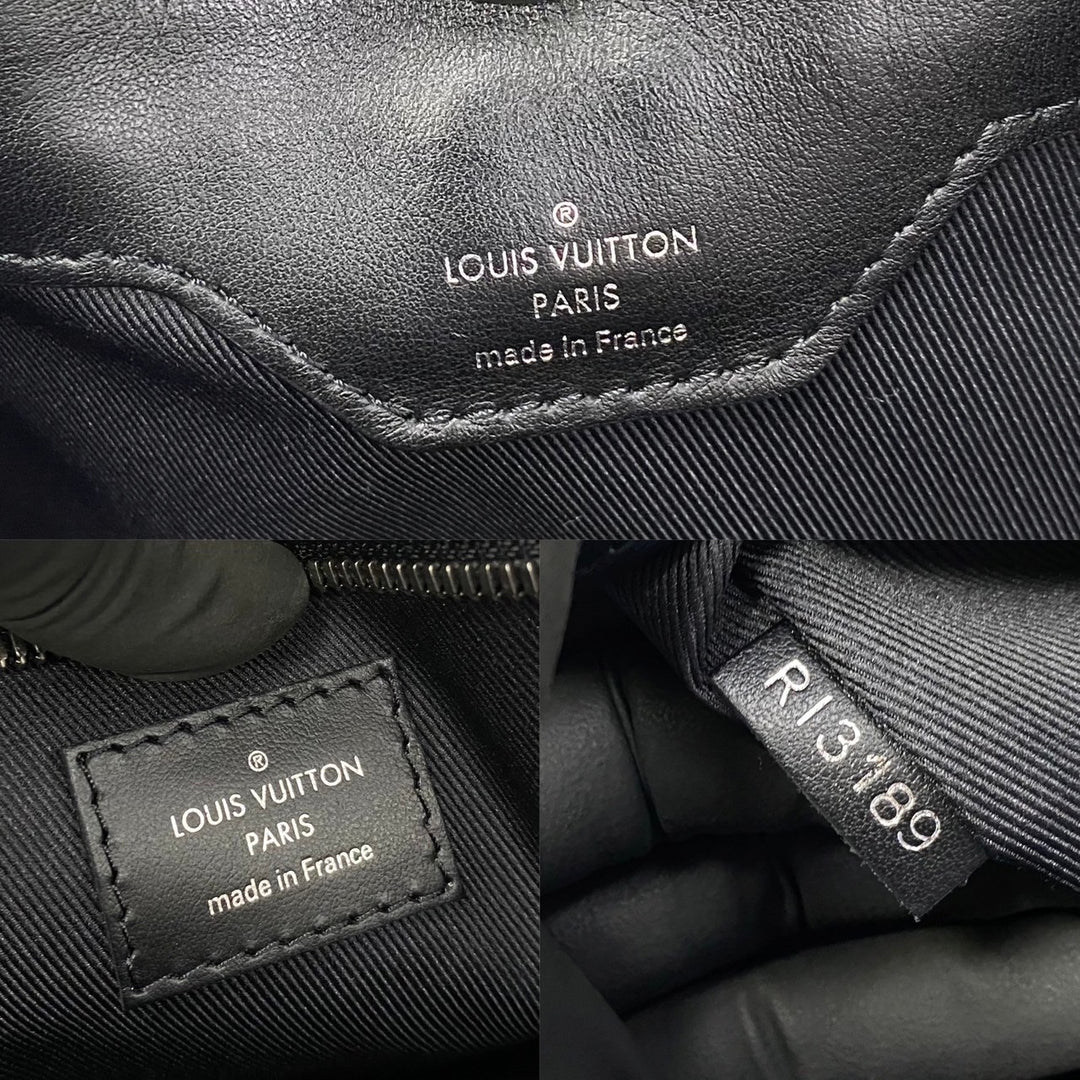 ®
LOUIS VUITTON
PARIS
made in France
®
LOUIS VUITTON
PARIS
made in France
RI3189